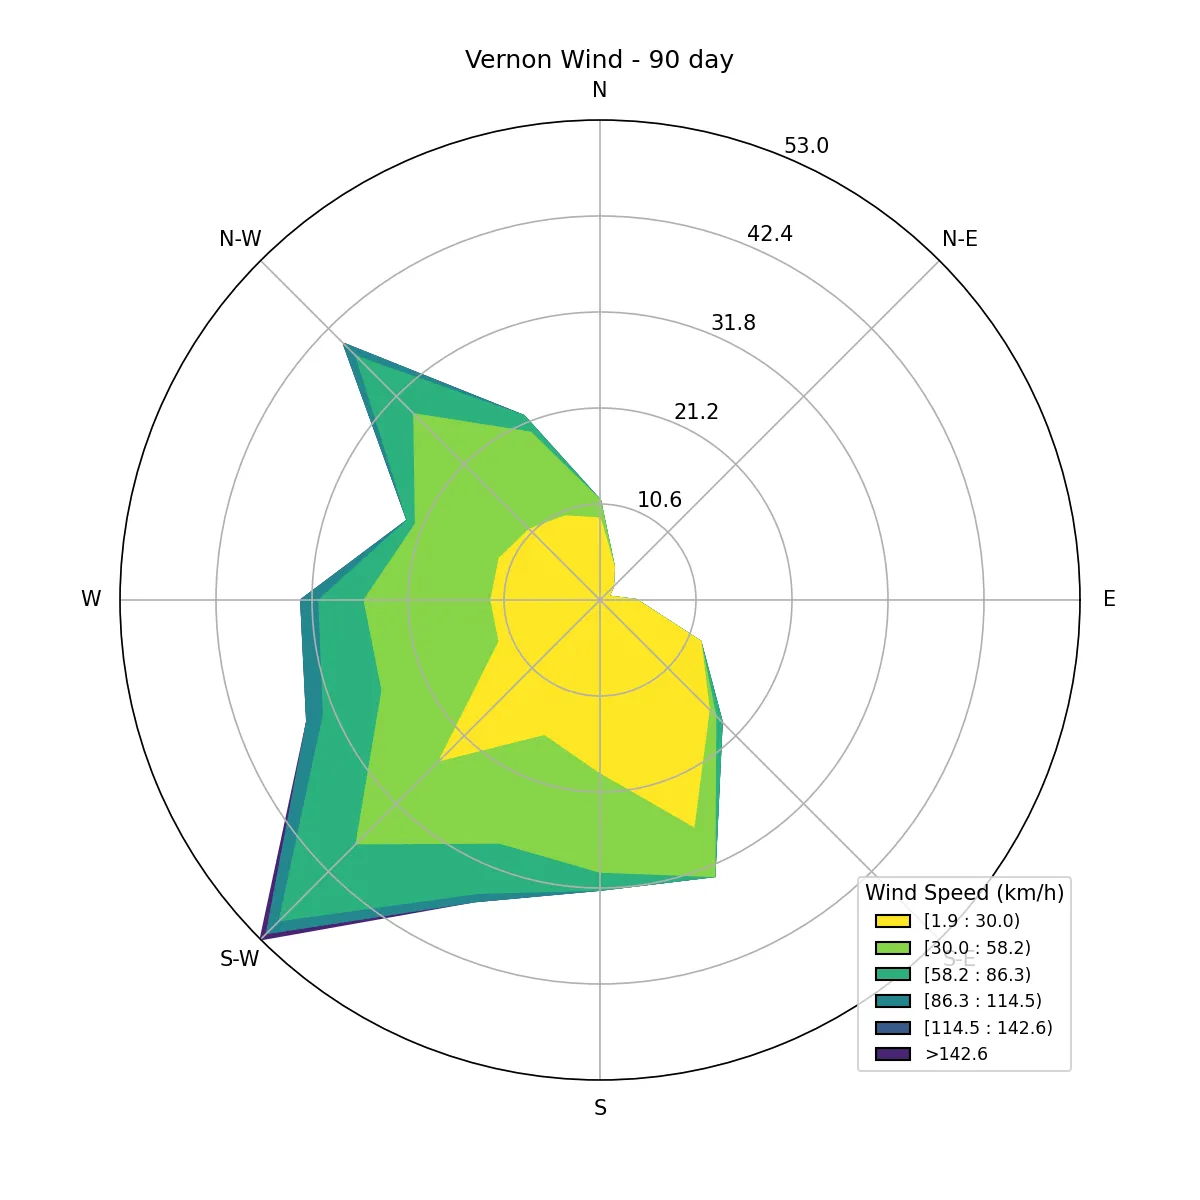 Vernon Wind - 90 day
N
53.0
N-W
42.4
N-E
31.8
21.2
10.6
W
E
S-W
S-E
S
Wind Speed (km/h)
[1.9 : 30.0)
[30.0 : 58.2)
[58.2 : 86.3)
[86.3 : 114.5)
[114.5 : 142.6)
>142.6